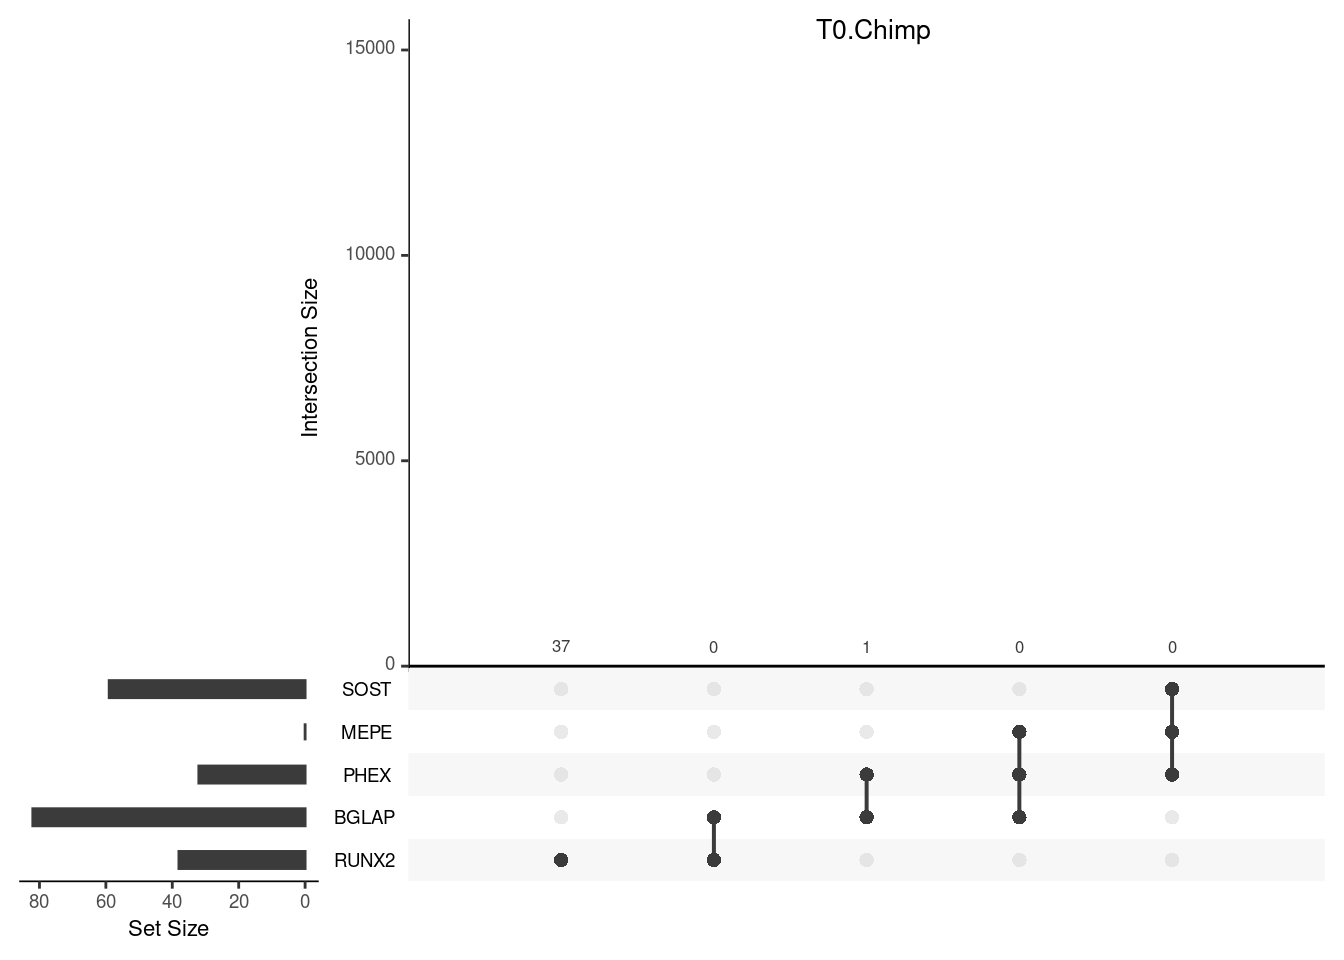 T0.Chimp
15000
10000
5000
0
Intersection Size
37 0 1 0 0
SOST
MEPE
PHEX
BGLAP
RUNX2
80 60 40 20 0
Set Size